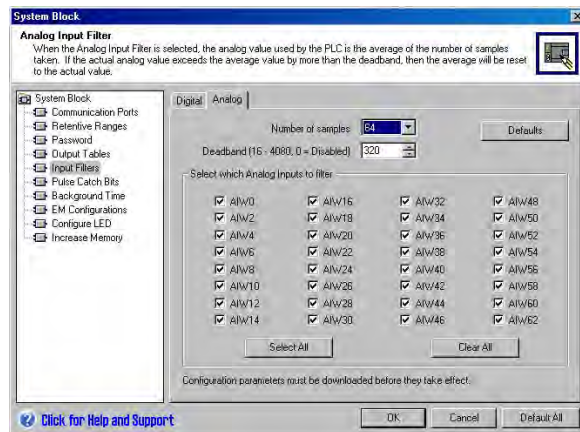 System Block
Analog Input Filter
When the Analog Input Filter is selected, the analog value used by the PLC is the average of the number of samples
taken. If the actual analog value exceeds the average value by more than the deadband, then the average will be reset
to the actual value.
System Block
Communication Ports
Retentive Ranges
Password
Output Tables
Input Filters
Pulse Catch Bits
Background Time
EM Configurations
Configure LED
Increase Memory
Digital Analog
Number of samples 64 Defaults
Deadband (16 - 4080, 0 = Disabled) 320
Select which Analog Inputs to filter
AIW0 AIW16 AIW32 AIW48
AIW2 AIW18 AIW34 AIW50
AIW4 AIW20 AIW36 AIW52
AIW6 AIW22 AIW38 AIW54
AIW8 AIW24 AIW40 AIW56
AIW10 AIW26 AIW42 AIW58
AIW12 AIW28 AIW44 AIW60
AIW14 AIW30 AIW46 AIW62
Select All Clear All
Configuration parameters must be downloaded before they take effect.
Click for Help and Support OK Cancel Default All